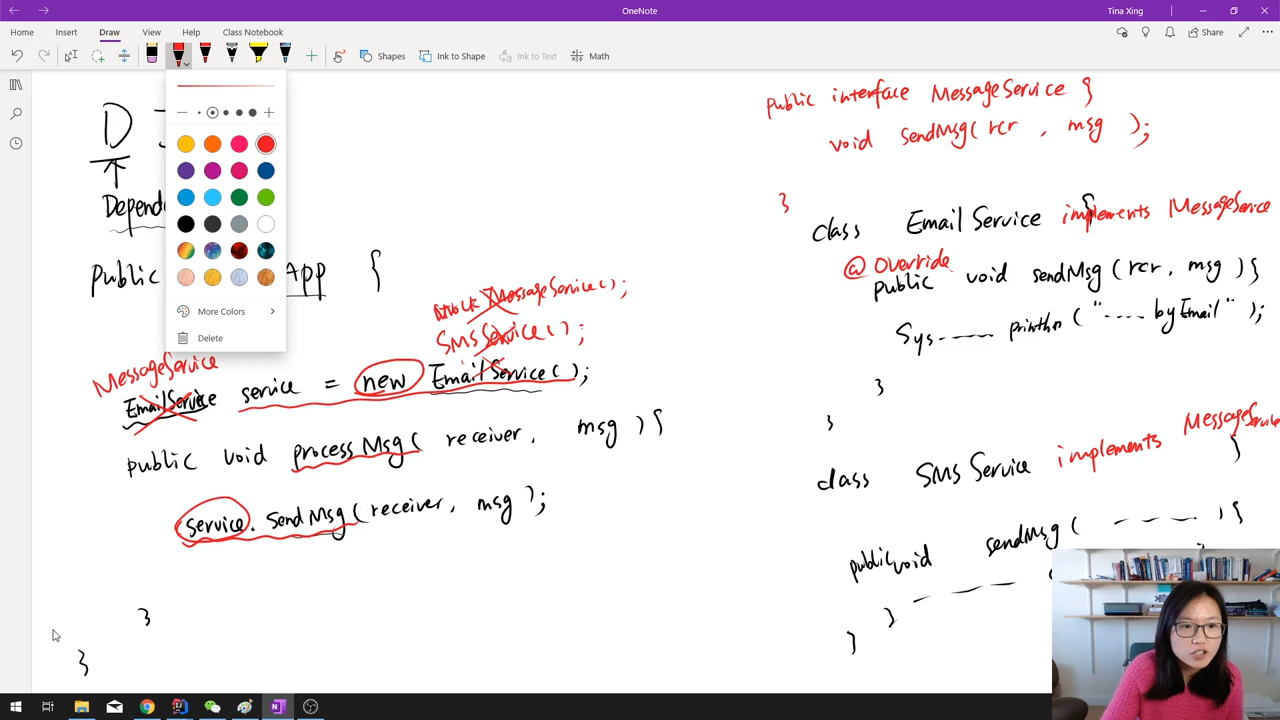 OneNote
Tina Xing
Home Insert Draw View Help Class Notebook
Share
Shapes Ink to Shape Ink to Text Math
More Colors
Delete
D
Public App {
MessageService();
SMSService();
MessageService
EmailService service = new EmailService();
public void processMsg( receiver, msg ){
service. SendMsg(receiver, msg );
}
}
public interface MessageService {
void sendMsg( rcr , msg );
}
class EmailService { implements MessageService
@Override
public void sendMsg ( rcr, msg ){
Sys------ println ("---- by Email" );
}
}
class SMS Service implements MessageService
{
public void sendMsg ( ---- ){
}
}